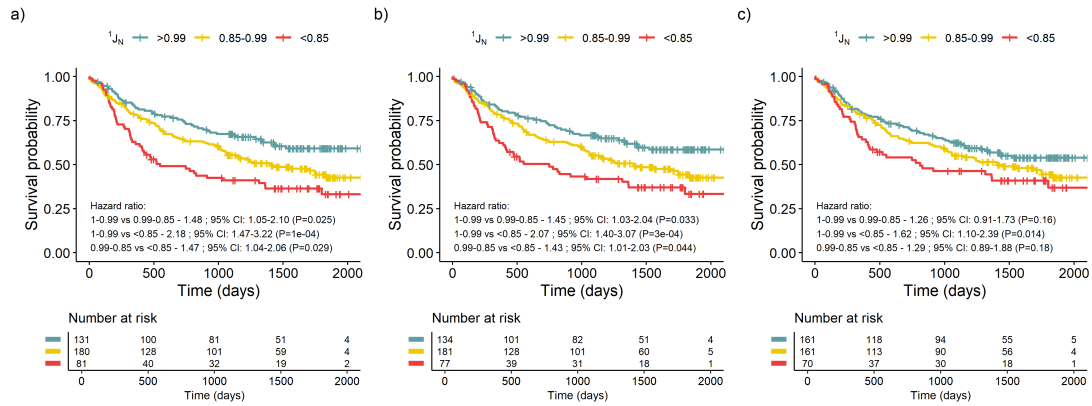 a)
¹J_N >0.99 0.85-0.99 <0.85
1.00
0.75
0.50
0.25
0.00
Survival probability
Hazard ratio:
1-0.99 vs 0.99-0.85 - 1.48 ; 95% CI: 1.05-2.10 (P=0.025)
1-0.99 vs <0.85 - 2.18 ; 95% CI: 1.47-3.22 (P=1e-04)
0.99-0.85 vs <0.85 - 1.47 ; 95% CI: 1.04-2.06 (P=0.029)
0 500 1000 1500 2000
Time (days)
Number at risk
131 100 81 51 4
180 128 101 59 4
81 40 32 19 2
0 500 1000 1500 2000
Time (days)
b)
¹J_N >0.99 0.85-0.99 <0.85
1.00
0.75
0.50
0.25
0.00
Survival probability
Hazard ratio:
1-0.99 vs 0.99-0.85 - 1.45 ; 95% CI: 1.03-2.04 (P=0.033)
1-0.99 vs <0.85 - 2.07 ; 95% CI: 1.40-3.07 (P=3e-04)
0.99-0.85 vs <0.85 - 1.43 ; 95% CI: 1.01-2.03 (P=0.044)
0 500 1000 1500 2000
Time (days)
Number at risk
134 101 82 51 4
181 128 101 60 5
77 39 31 18 1
0 500 1000 1500 2000
Time (days)
c)
¹J_N >0.99 0.85-0.99 <0.85
1.00
0.75
0.50
0.25
0.00
Survival probability
Hazard ratio:
1-0.99 vs 0.99-0.85 - 1.26 ; 95% CI: 0.91-1.73 (P=0.16)
1-0.99 vs <0.85 - 1.62 ; 95% CI: 1.10-2.39 (P=0.014)
0.99-0.85 vs <0.85 - 1.29 ; 95% CI: 0.89-1.88 (P=0.18)
0 500 1000 1500 2000
Time (days)
Number at risk
161 118 94 55 5
161 113 90 56 4
70 37 30 18 1
0 500 1000 1500 2000
Time (days)